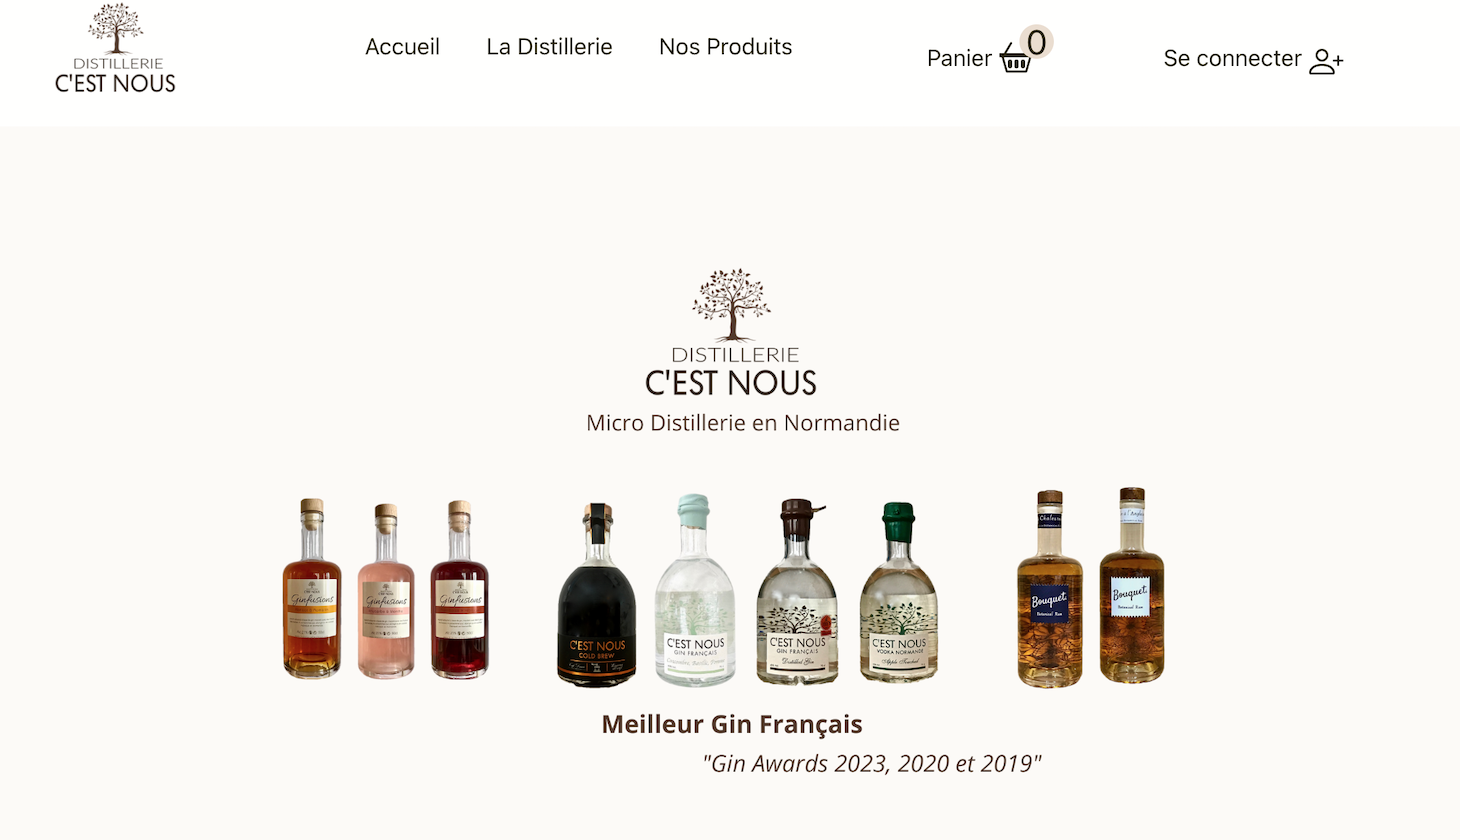 DISTILLERIE
C'EST NOUS
Accueil
La Distillerie
Nos Produits
Panier
0
Se connecter
DISTILLERIE
C'EST NOUS
Micro Distillerie en Normandie
Ginfusions
Ginfusions
Ginfusions
C'EST NOUS
COLD BREW
C'EST NOUS
GIN FRANÇAIS
C'EST NOUS
GIN FRANÇAIS
Distilled Gin
C'EST NOUS
VODKA NORMANDE
Apple Touched
Bouquet.
Botanical Rum
Bouquet.
Botanical Rum
Meilleur Gin Français
"Gin Awards 2023, 2020 et 2019"